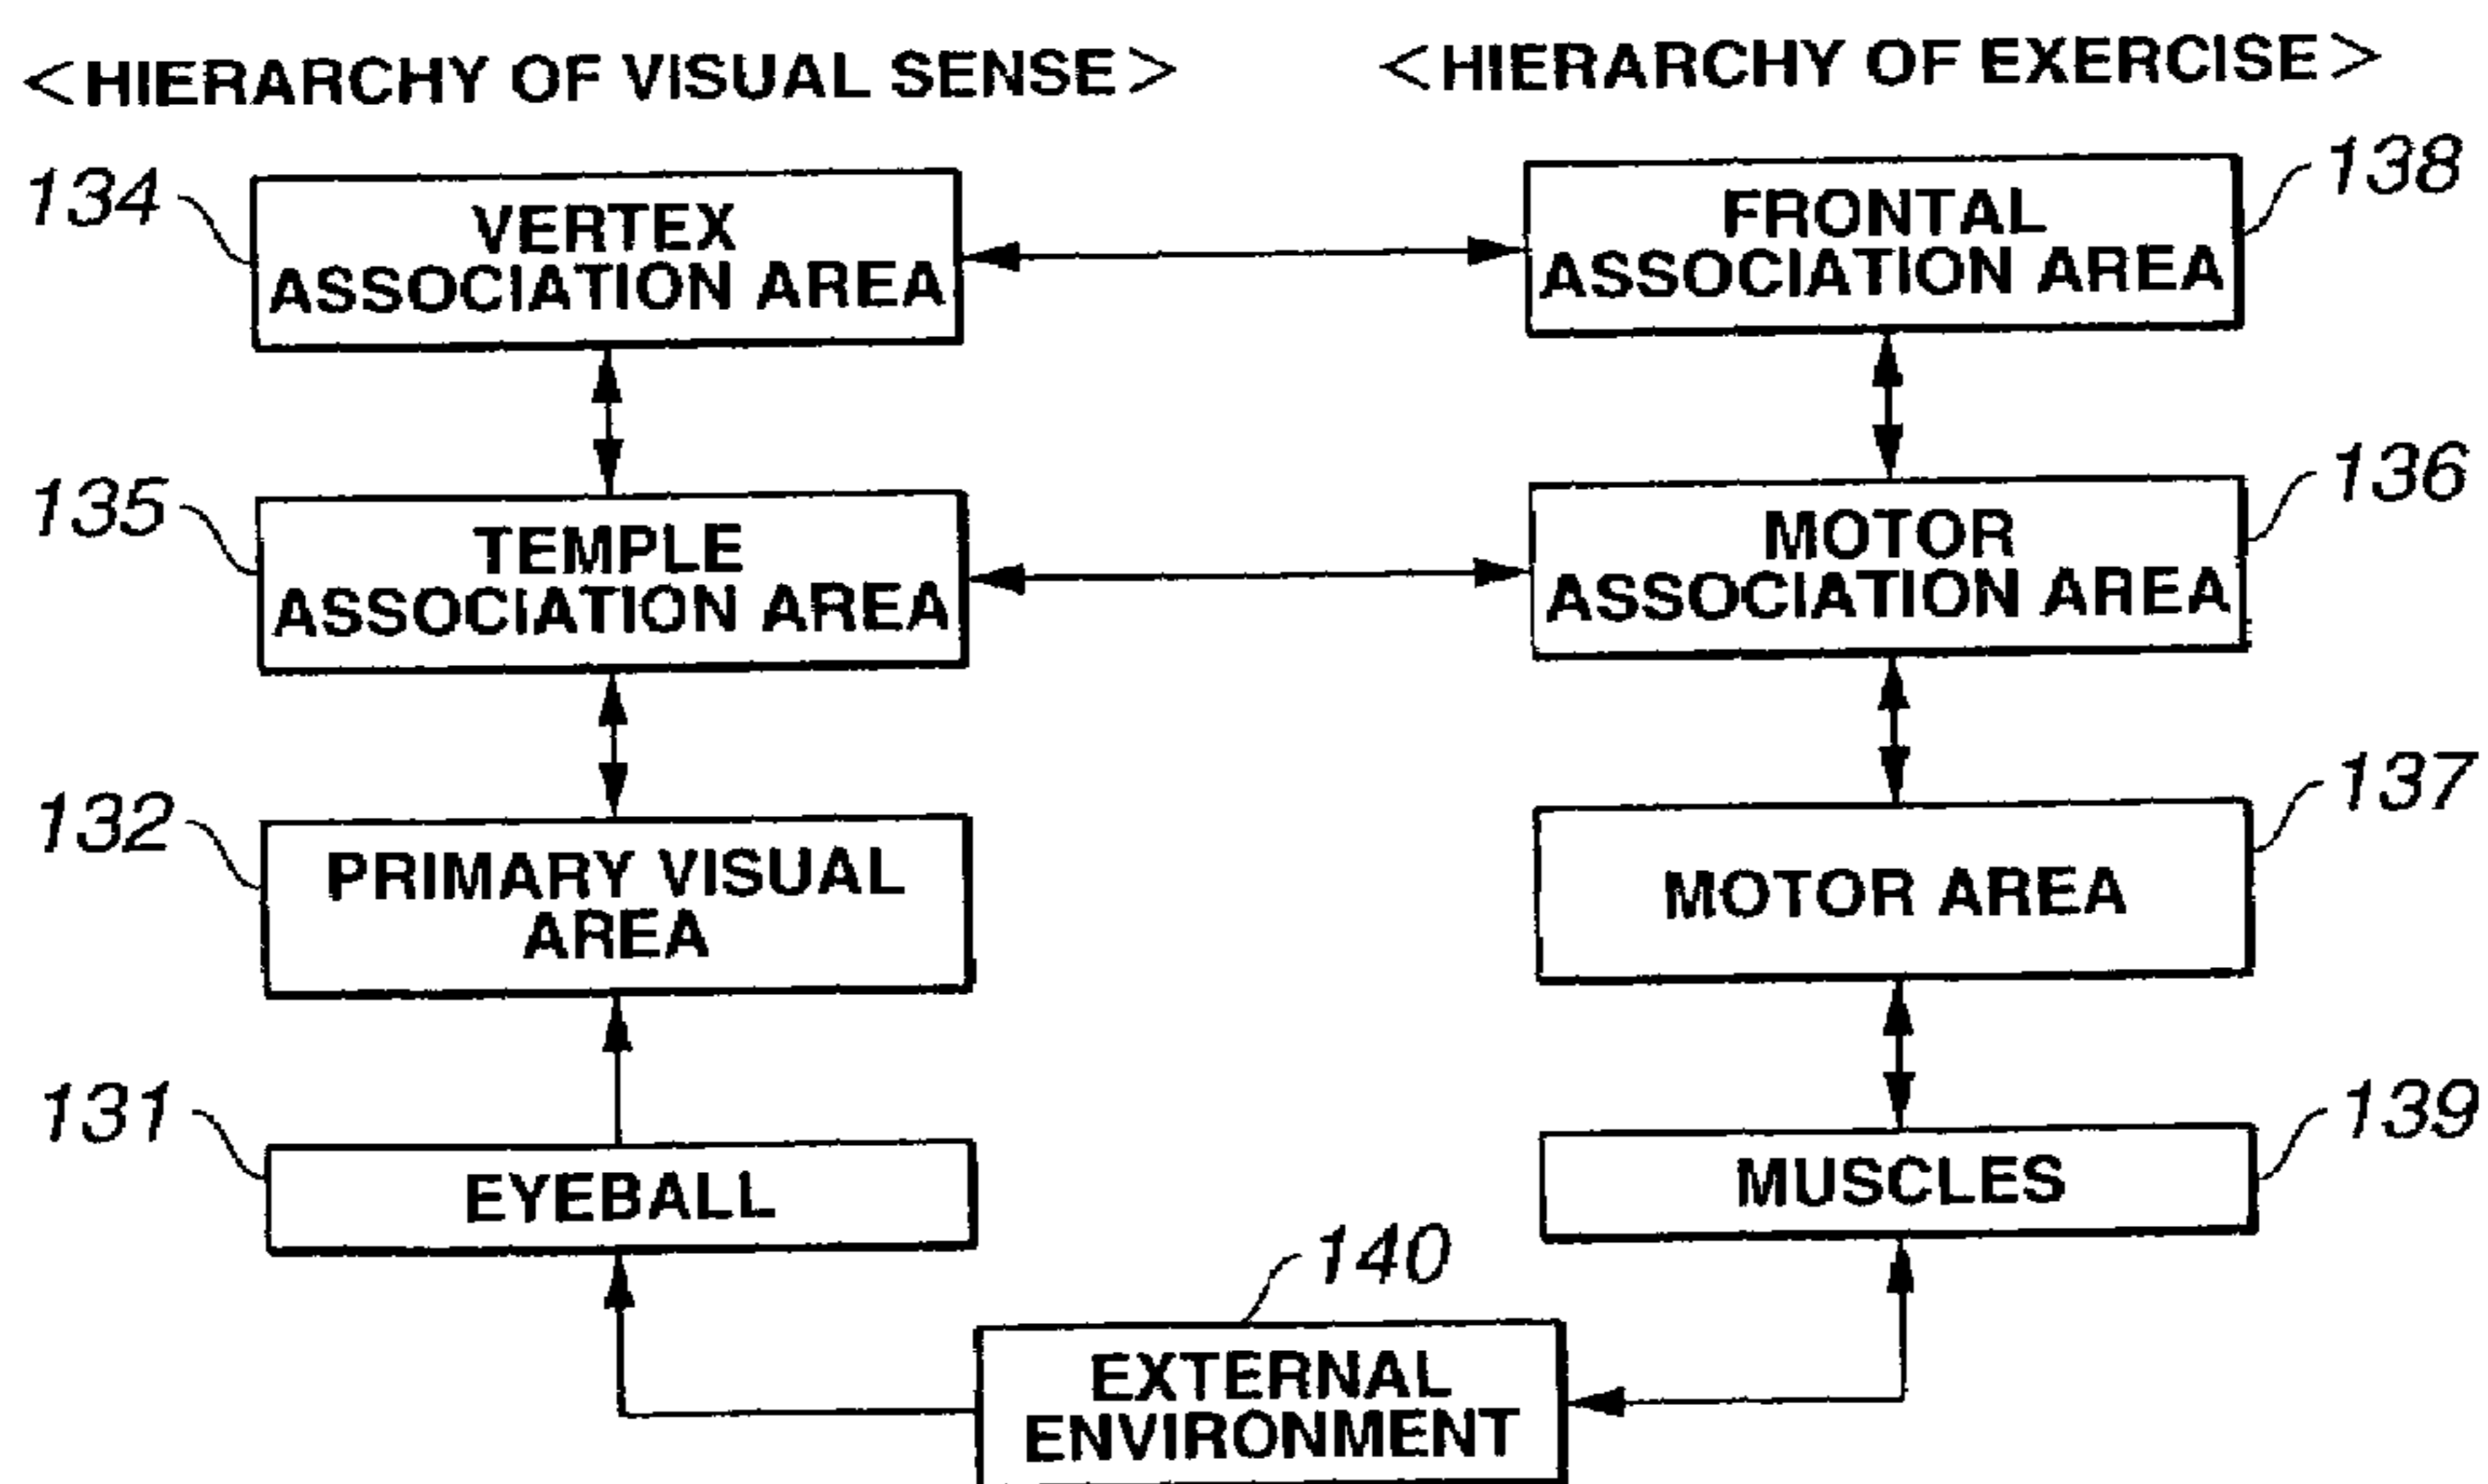 <HIERARCHY OF VISUAL SENSE>
<HIERARCHY OF EXERCISE>
134
VERTEX
ASSOCIATION AREA
FRONTAL
ASSOCIATION AREA
138
135
TEMPLE
ASSOCIATION AREA
MOTOR
ASSOCIATION AREA
136
132
PRIMARY VISUAL
AREA
MOTOR AREA
137
131
EYEBALL
MUSCLES
139
140
EXTERNAL
ENVIRONMENT